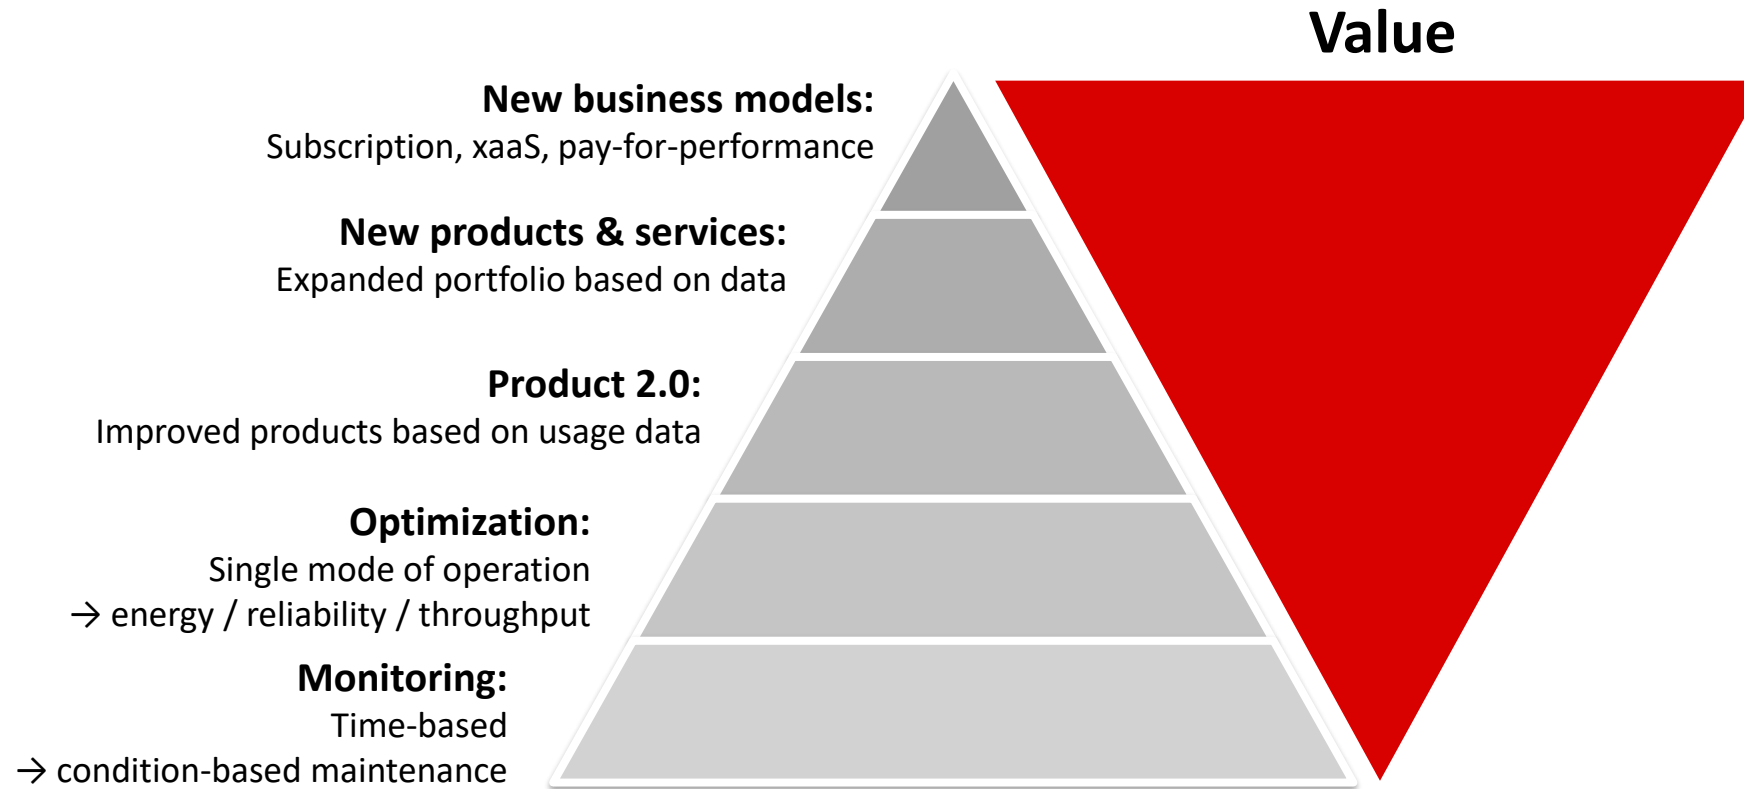 Value
New business models:
Subscription, xaaS, pay-for-performance
New products & services:
Expanded portfolio based on data
Product 2.0:
Improved products based on usage data
Optimization:
Single mode of operation
→ energy / reliability / throughput
Monitoring:
Time-based
→ condition-based maintenance